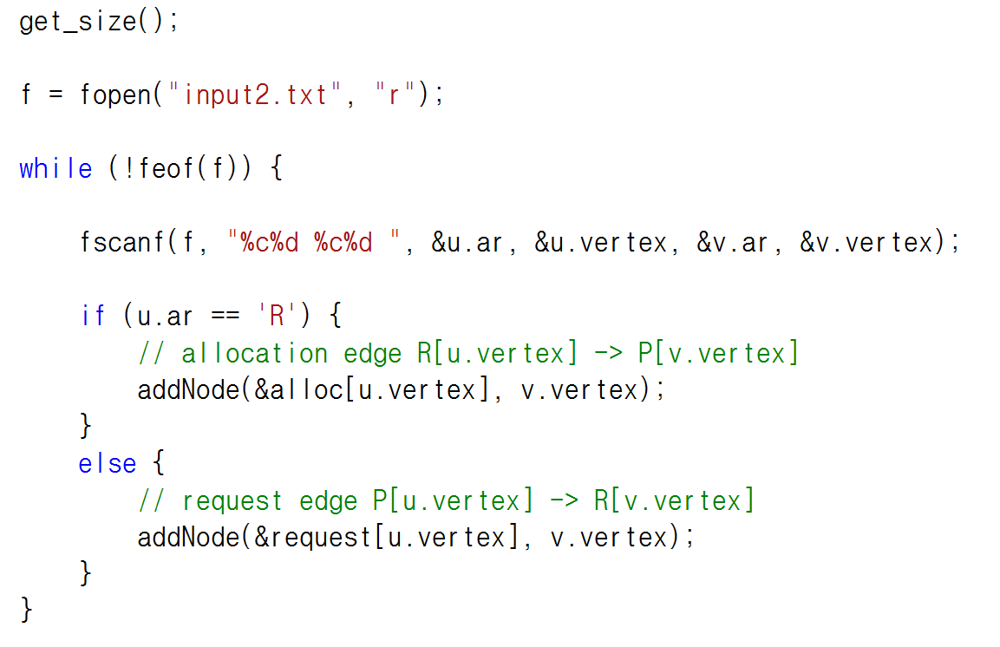 get_size();
f = fopen("input2.txt", "r");
while (!feof(f)) {
fscanf(f, "%c%d %c%d ", &u.ar, &u.vertex, &v.ar, &v.vertex);
if (u.ar == 'R') {
// allocation edge R[u.vertex] -> P[v.vertex]
addNode(&alloc[u.vertex], v.vertex);
}
else {
// request edge P[u.vertex] -> R[v.vertex]
addNode(&request[u.vertex], v.vertex);
}
}